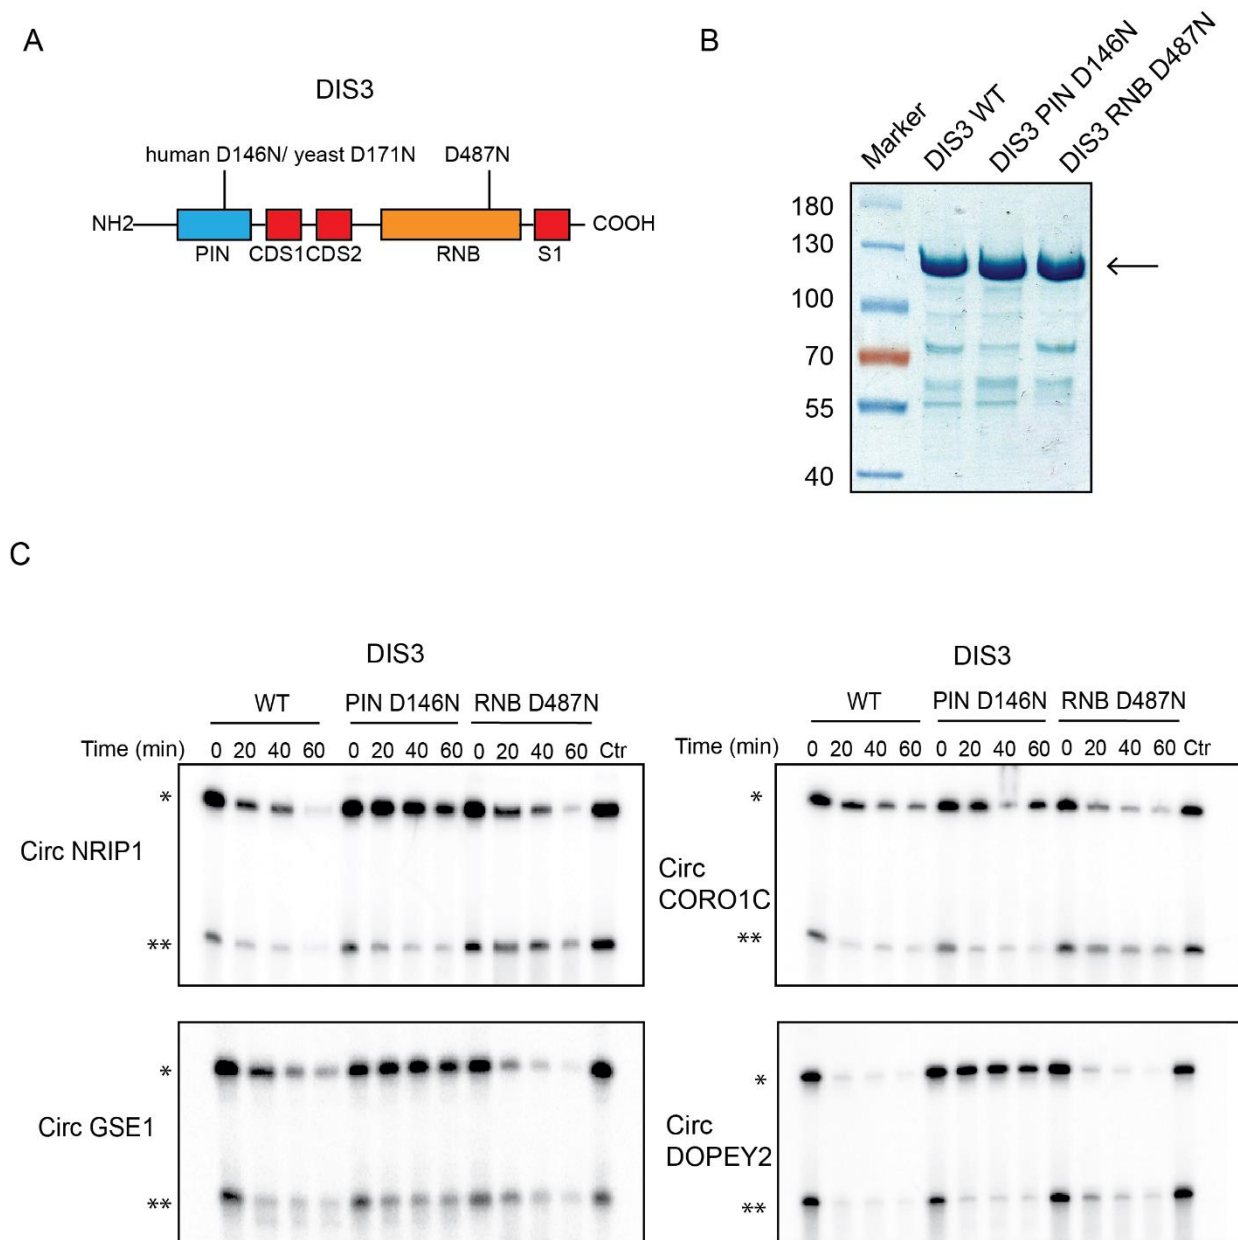 A
DIS3
human D146N/ yeast D171N D487N
NH2 COOH
PIN CDS1 CDS2 RNB S1
B
Marker DIS3 WT DIS3 PIN D146N DIS3 RNB D487N
180
130
100
70
55
40
C
DIS3
WT PIN D146N RNB D487N
Time (min) 0 20 40 60 0 20 40 60 0 20 40 60 Ctr
*
Circ NRIP1
**
DIS3
WT PIN D146N RNB D487N
Time (min) 0 20 40 60 0 20 40 60 0 20 40 60 Ctr
*
Circ
CORO1C
**
*
Circ GSE1
**
*
Circ
DOPEY2
**